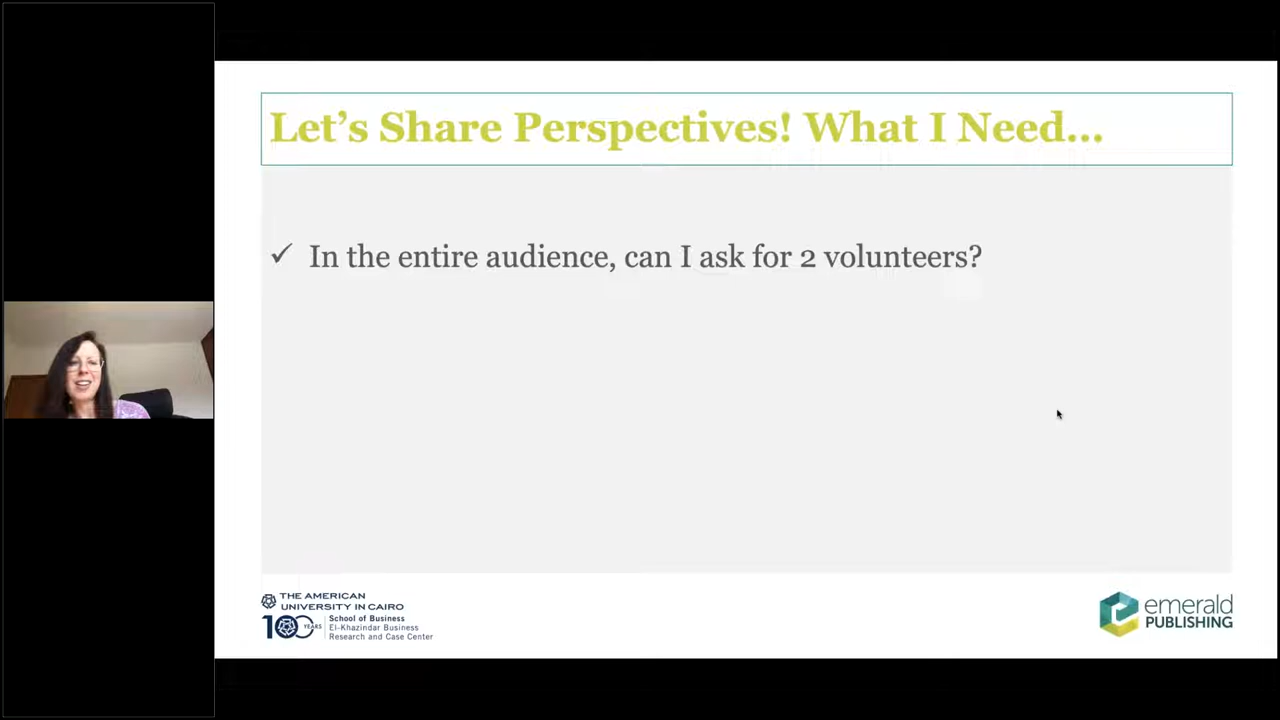 Let’s Share Perspectives! What I Need…
✓ In the entire audience, can I ask for 2 volunteers?
THE AMERICAN
UNIVERSITY IN CAIRO
100 YEARS
School of Business
El-Khazindar Business
Research and Case Center
emerald
PUBLISHING